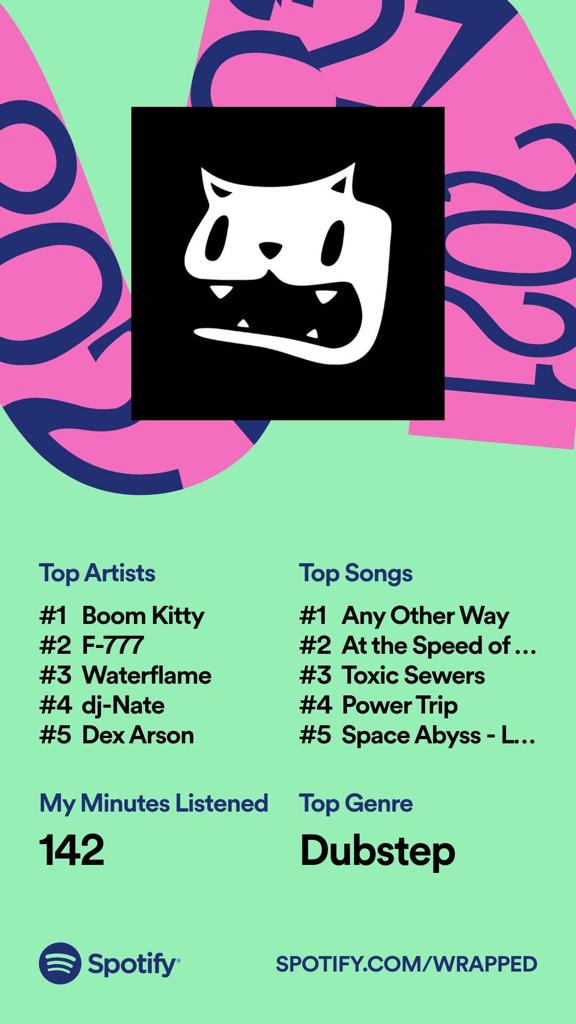 2021
Top Artists
#1 Boom Kitty
#2 F-777
#3 Waterflame
#4 dj-Nate
#5 Dex Arson
Top Songs
#1 Any Other Way
#2 At the Speed of ...
#3 Toxic Sewers
#4 Power Trip
#5 Space Abyss - L...
My Minutes Listened
142
Top Genre
Dubstep
Spotify®
SPOTIFY.COM/WRAPPED